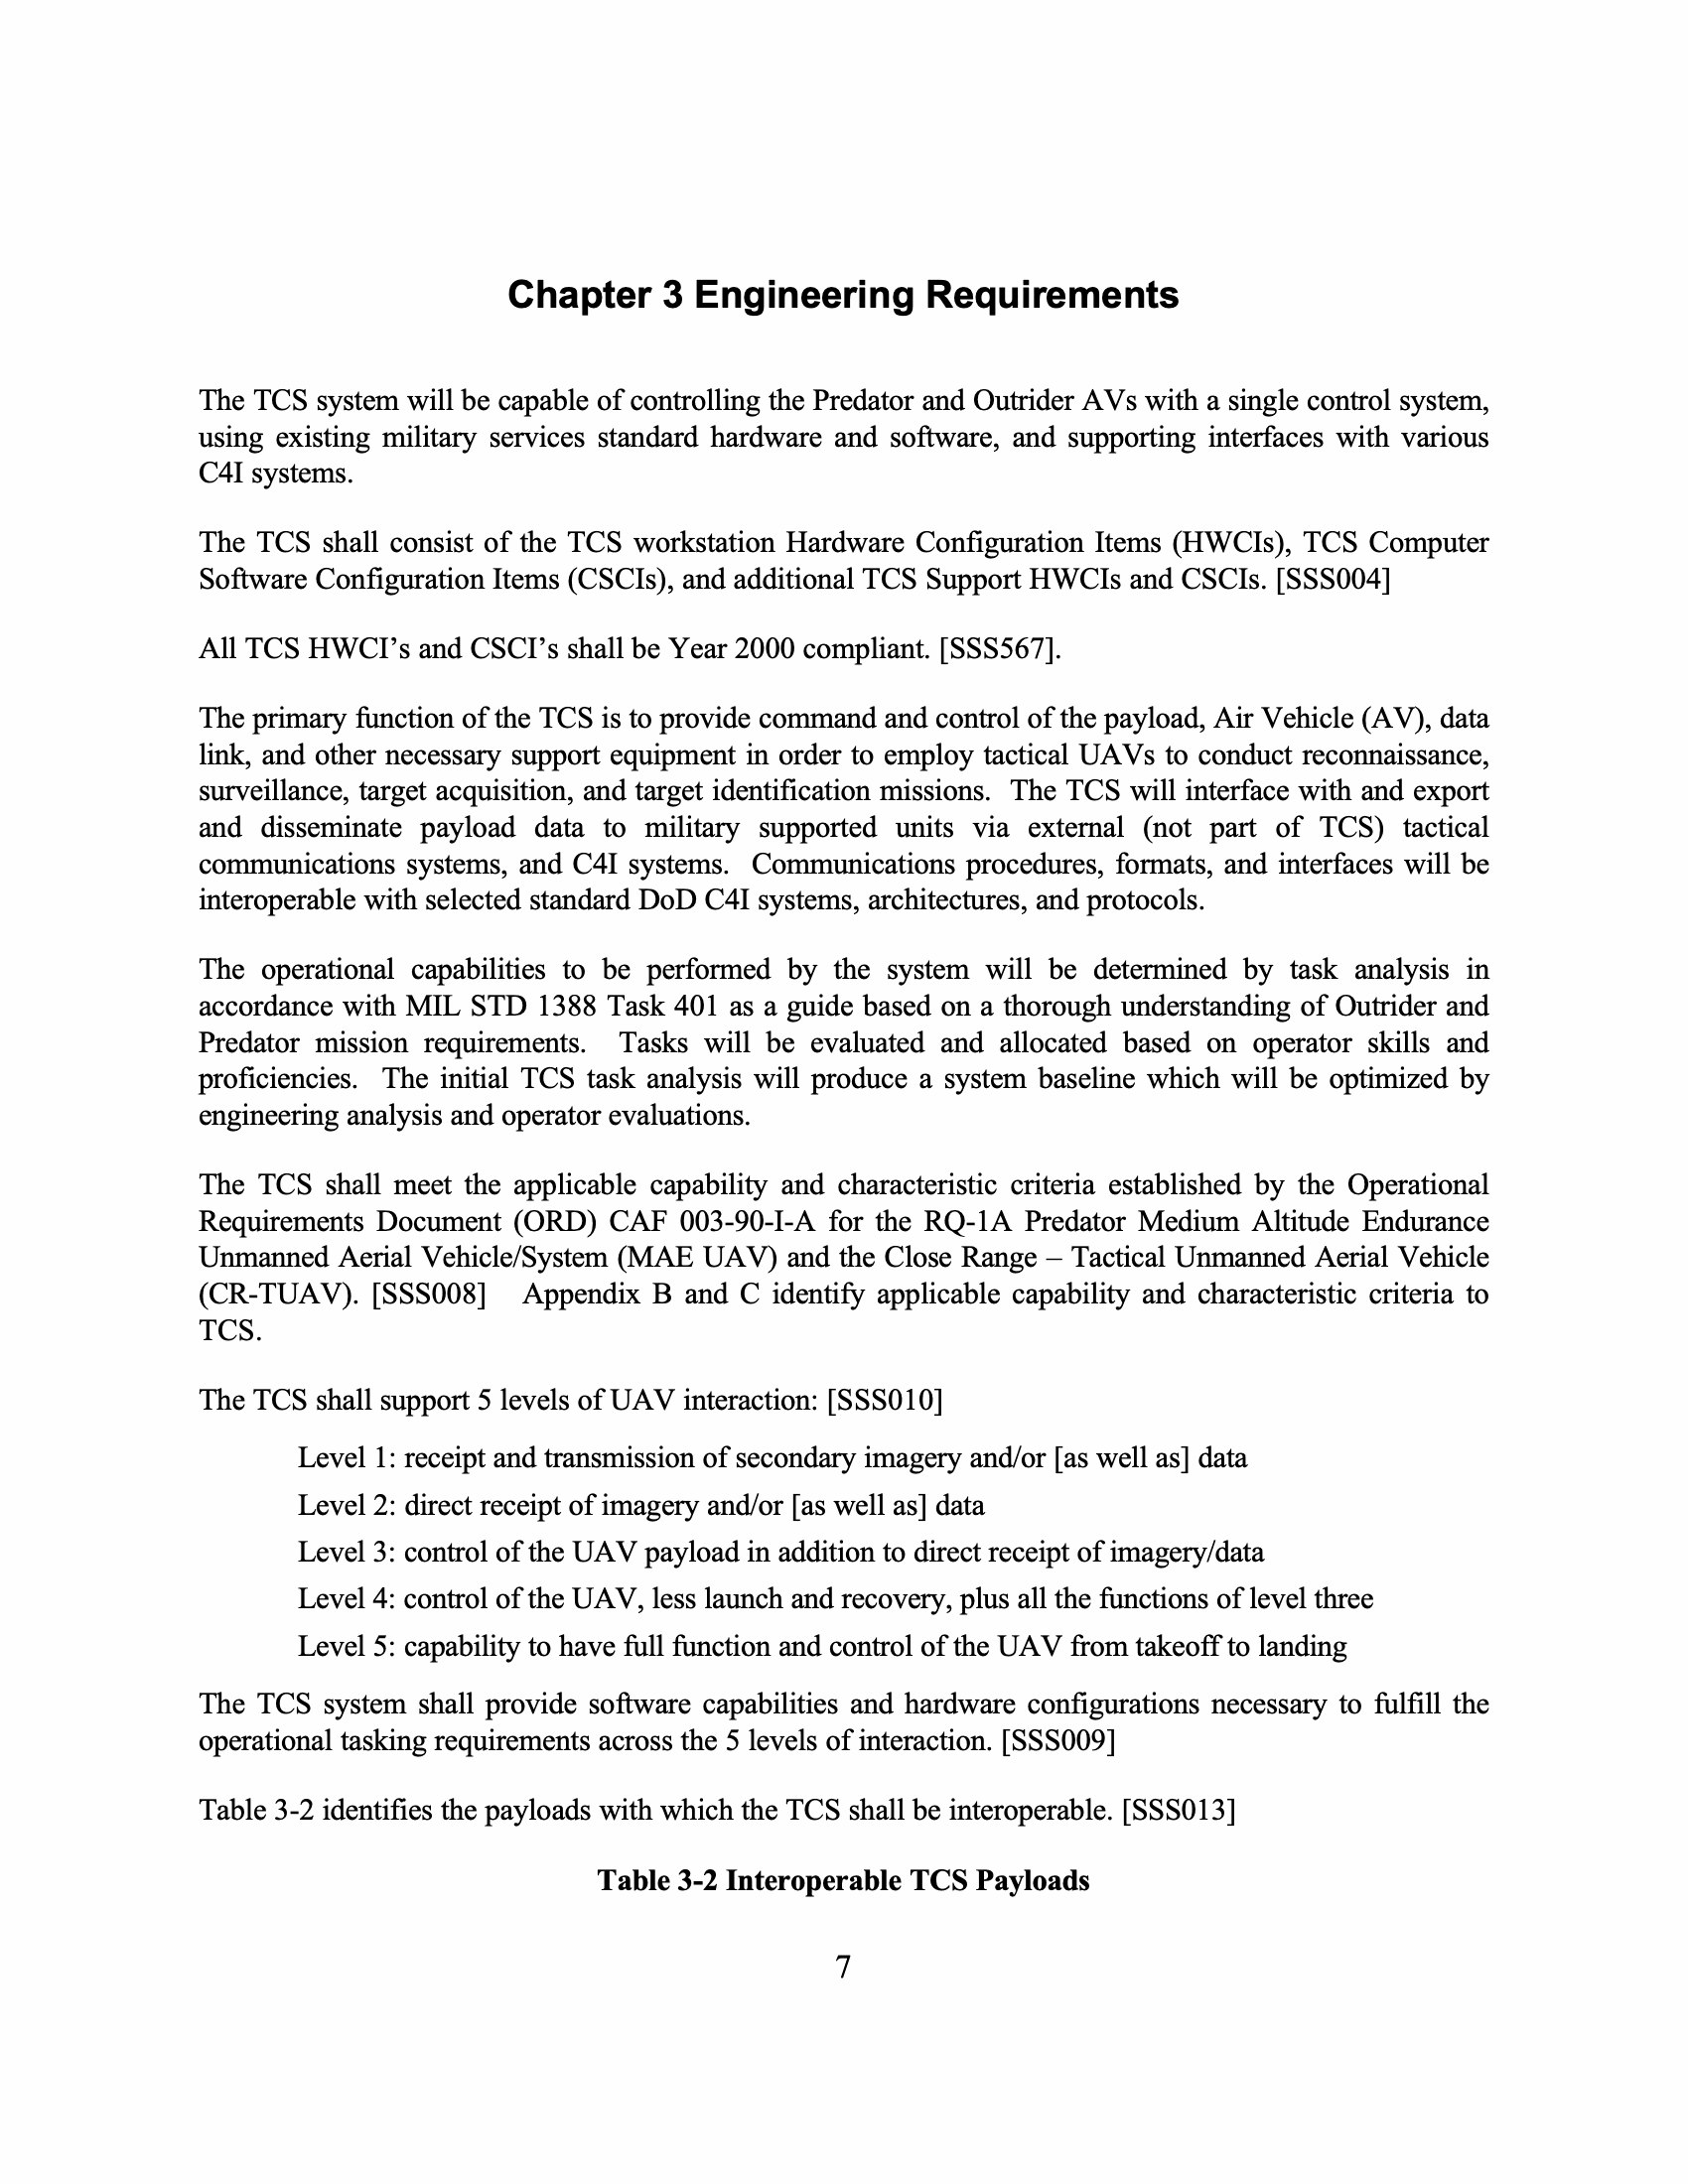 Chapter 3 Engineering Requirements
The TCS system will be capable of controlling the Predator and Outrider AVs with a single control system,
using existing military services standard hardware and software, and supporting interfaces with various
C4I systems.
The TCS shall consist of the TCS workstation Hardware Configuration Items (HWCIs), TCS Computer
Software Configuration Items (CSCIs), and additional TCS Support HWCIs and CSCIs. [SSS004]
All TCS HWCI’s and CSCI’s shall be Year 2000 compliant. [SSS567].
The primary function of the TCS is to provide command and control of the payload, Air Vehicle (AV), data
link, and other necessary support equipment in order to employ tactical UAVs to conduct reconnaissance,
surveillance, target acquisition, and target identification missions. The TCS will interface with and export
and disseminate payload data to military supported units via external (not part of TCS) tactical
communications systems, and C4I systems. Communications procedures, formats, and interfaces will be
interoperable with selected standard DoD C4I systems, architectures, and protocols.
The operational capabilities to be performed by the system will be determined by task analysis in
accordance with MIL STD 1388 Task 401 as a guide based on a thorough understanding of Outrider and
Predator mission requirements. Tasks will be evaluated and allocated based on operator skills and
proficiencies. The initial TCS task analysis will produce a system baseline which will be optimized by
engineering analysis and operator evaluations.
The TCS shall meet the applicable capability and characteristic criteria established by the Operational
Requirements Document (ORD) CAF 003-90-I-A for the RQ-1A Predator Medium Altitude Endurance
Unmanned Aerial Vehicle/System (MAE UAV) and the Close Range – Tactical Unmanned Aerial Vehicle
(CR-TUAV). [SSS008] Appendix B and C identify applicable capability and characteristic criteria to
TCS.
The TCS shall support 5 levels of UAV interaction: [SSS010]
Level 1: receipt and transmission of secondary imagery and/or [as well as] data
Level 2: direct receipt of imagery and/or [as well as] data
Level 3: control of the UAV payload in addition to direct receipt of imagery/data
Level 4: control of the UAV, less launch and recovery, plus all the functions of level three
Level 5: capability to have full function and control of the UAV from takeoff to landing
The TCS system shall provide software capabilities and hardware configurations necessary to fulfill the
operational tasking requirements across the 5 levels of interaction. [SSS009]
Table 3-2 identifies the payloads with which the TCS shall be interoperable. [SSS013]
Table 3-2 Interoperable TCS Payloads
7